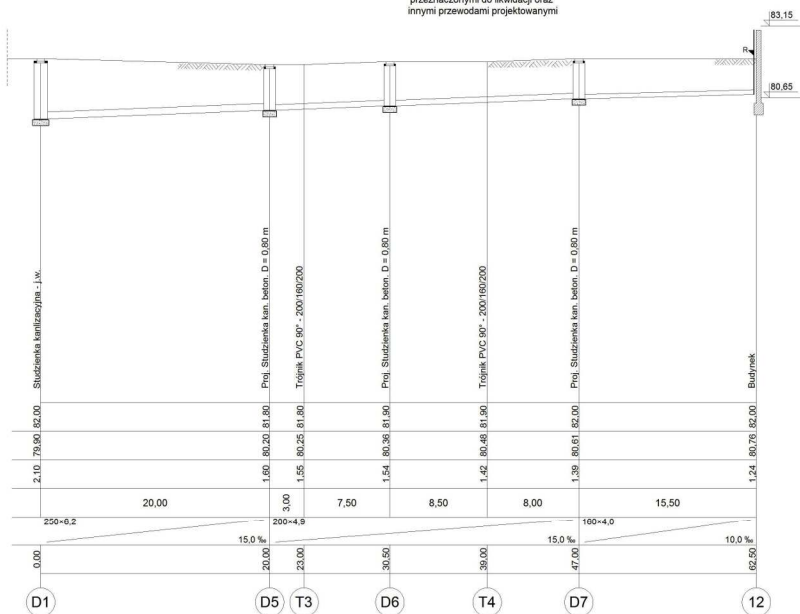 przeznaczonymi do likwidacji oraz
innymi przewodami projektowanymi
83,15
R
80,65
Studzienka kanlizacyjna - j.w.
Proj. Studzienka kan. beton. D = 0,80 m
Trójnik PVC 90° - 200/160/200
Proj. Studzienka kan. beton. D = 0,80 m
Trójnik PVC 90° - 200/160/200
Proj. Studzienka kan. beton. D = 0,80 m
Budynek
82,00 81,80 81,80 81,90 81,90 82,00 82,00
79,90 80,20 80,25 80,36 80,48 80,61 80,76
2,10 1,60 1,55 1,54 1,42 1,39 1,24
20,00 3,00 7,50 8,50 8,00 15,50
250×6,2 200×4,9 160×4,0
15,0 ‰ 15,0 ‰ 10,0 ‰
0,00 20,00 23,00 30,50 39,00 47,00 62,50
D1 D5 T3 D6 T4 D7 12